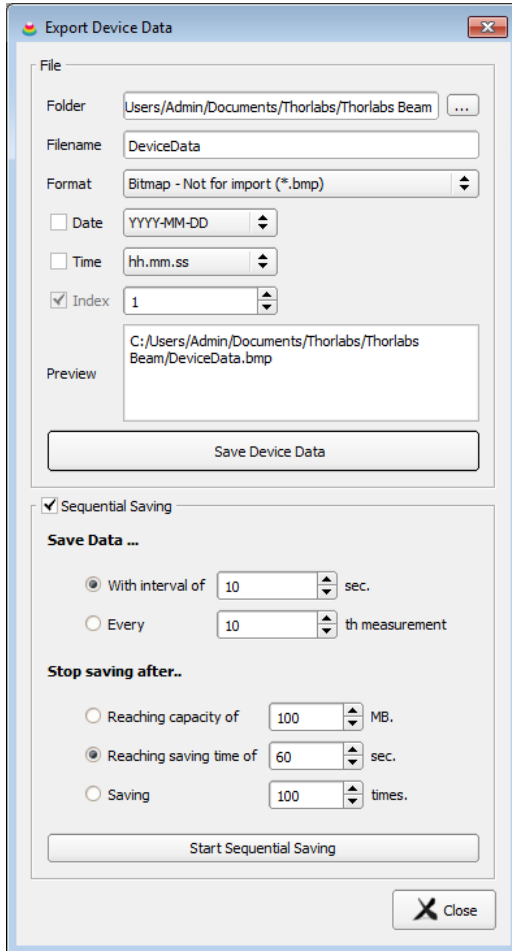 Export Device Data
File
Folder Users/Admin/Documents/Thorlabs/Thorlabs Beam ...
Filename DeviceData
Format Bitmap - Not for import (*.bmp)
Date YYYY-MM-DD
Time hh.mm.ss
Index 1
Preview
C:/Users/Admin/Documents/Thorlabs/Thorlabs
Beam/DeviceData.bmp
Save Device Data
Sequential Saving
Save Data ...
With interval of 10 sec.
Every 10 th measurement
Stop saving after..
Reaching capacity of 100 MB.
Reaching saving time of 60 sec.
Saving 100 times.
Start Sequential Saving
Close